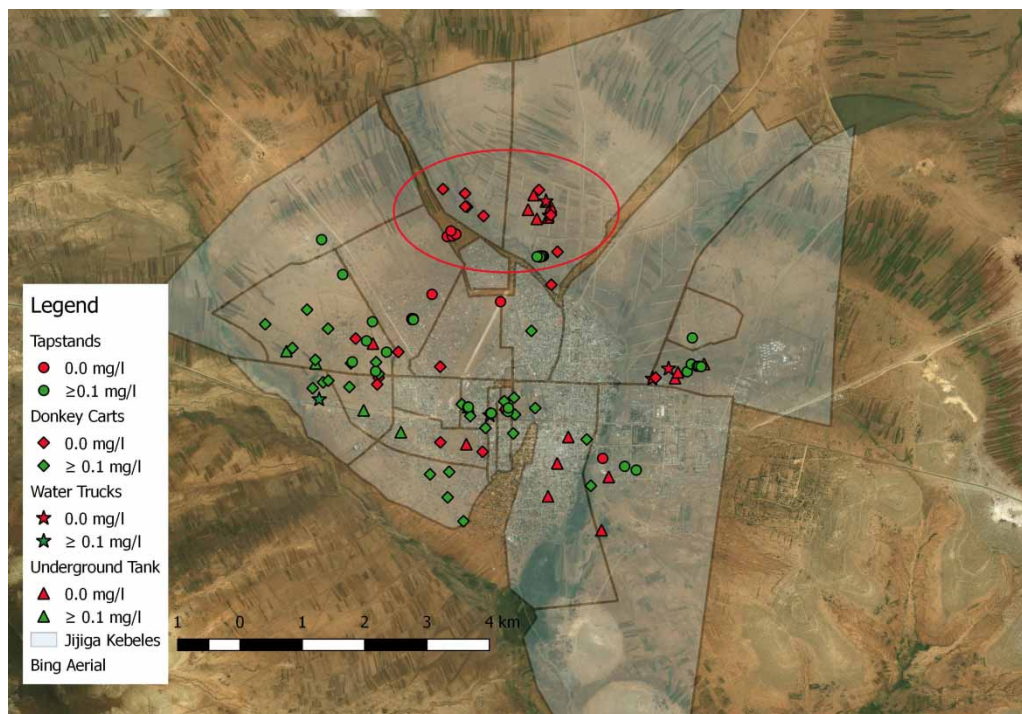 Legend
Tapstands
0.0 mg/l
≥0.1 mg/l
Donkey Carts
0.0 mg/l
≥ 0.1 mg/l
Water Trucks
0.0 mg/l
≥ 0.1 mg/l
Underground Tank
0.0 mg/l
≥ 0.1 mg/l
Jijiga Kebeles
Bing Aerial
1 0 1 2 3 4 km